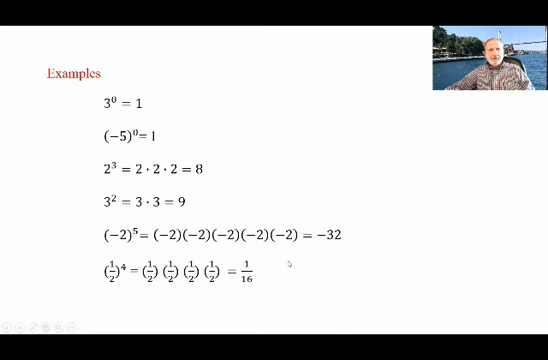 Examples
3⁰ = 1
(−5)⁰= 1
2³ = 2 · 2 · 2 = 8
3² = 3 · 3 = 9
(−2)⁵= (−2)(−2)(−2)(−2)(−2) = −32
(1/2)⁴ = (1/2) (1/2) (1/2) (1/2) = 1/16